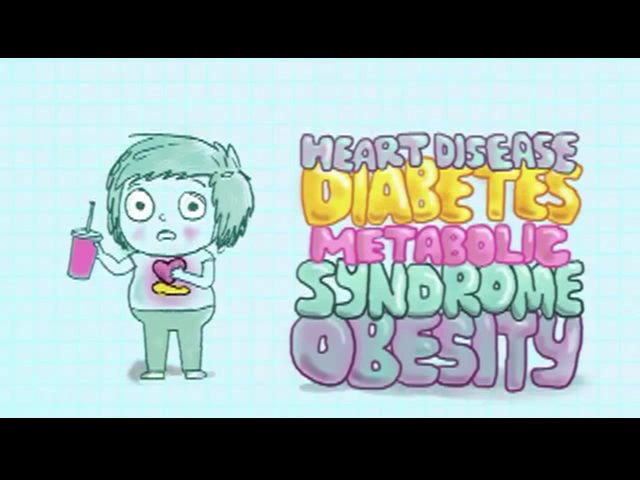 HEART DISEASE
DIABETES
METABOLIC
SYNDROME
OBESITY